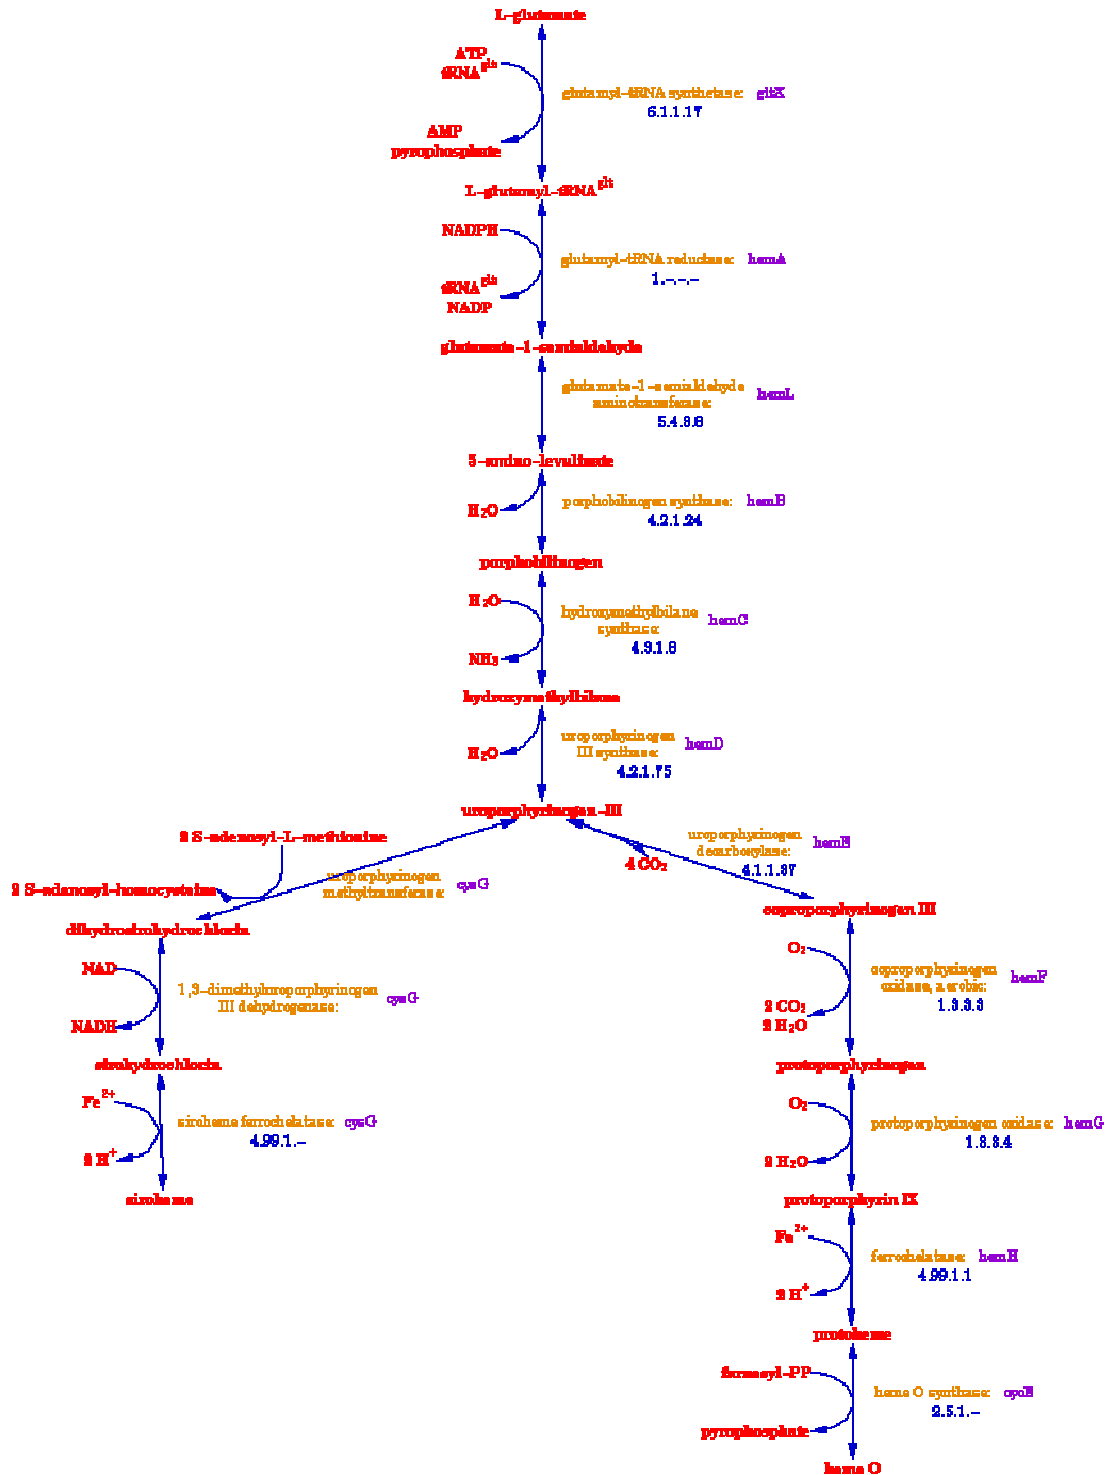 L-glutamate
ATP
tRNA^glt
glutamyl-tRNA synthetase: gltX
6.1.1.17
AMP
pyrophosphate
L-glutamyl-tRNA^glt
NADPH
glutamyl-tRNA reductase: hemA
1.-.-.-
tRNA^glt
NADP
glutamate-1-semialdehyde
glutamate-1-semialdehyde
aminotransferase: hemL
5.4.3.8
5-amino-levulinate
H₂O
porphobilinogen synthase: hemB
4.2.1.24
porphobilinogen
H₂O
hydroxymethylbilane
synthase: hemC
4.3.1.8
NH₃
hydroxymethylbilane
H₂O
uroporphyrinogen
III synthase: hemD
4.2.1.75
uroporphyrinogen-III
2 S-adenosyl-L-methionine
2 S-adenosyl-homocysteine
uroporphyrinogen
methyltransferase: cysG
4 CO₂
uroporphyrinogen
decarboxylase: hemE
4.1.1.37
dihydrosirohydrochlorin
coproporphyrinogen III
NAD
1,3-dimethyluroporphyrinogen
III dehydrogenase: cysG
NADH
O₂
coproporphyrinogen
oxidase, aerobic: hemF
1.3.3.3
2 CO₂
2 H₂O
sirohydrochlorin
protoporphyrinogen
Fe²⁺
siroheme ferrochelatase: cysG
4.99.1.-
2 H⁺
O₂
protoporphyrinogen oxidase: hemG
1.3.3.4
2 H₂O
siroheme
protoporphyrin IX
Fe²⁺
ferrochelatase: hemH
4.99.1.1
2 H⁺
protoheme
farnesyl-PP
heme O synthase: cyoE
2.5.1.-
pyrophosphate
heme O